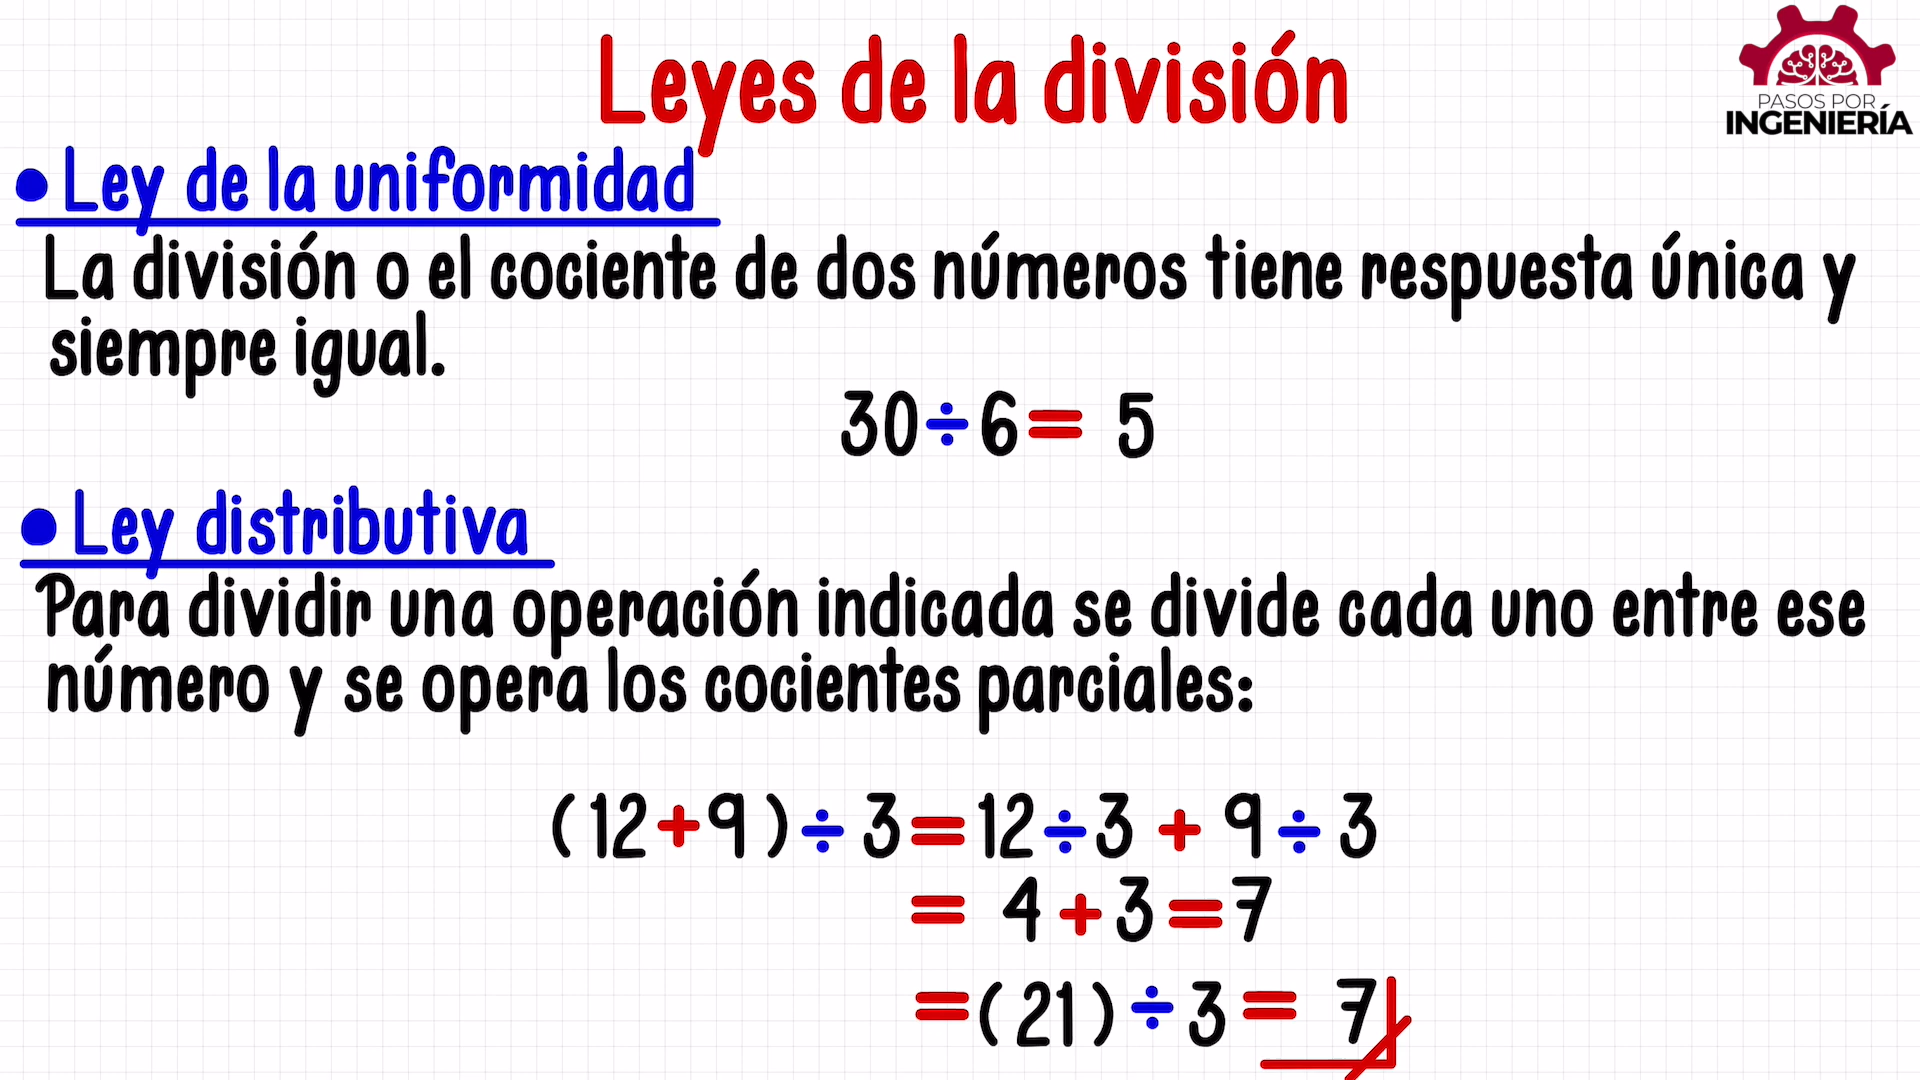 Leyes de la división
PASOS POR
INGENIERÍA
• Ley de la uniformidad
La división o el cociente de dos números tiene respuesta única y
siempre igual.
30÷6= 5
• Ley distributiva
Para dividir una operación indicada se divide cada uno entre ese
número y se opera los cocientes parciales:
(12+9)÷3=12÷3 + 9÷3
= 4+3=7
=(21)÷3= 7